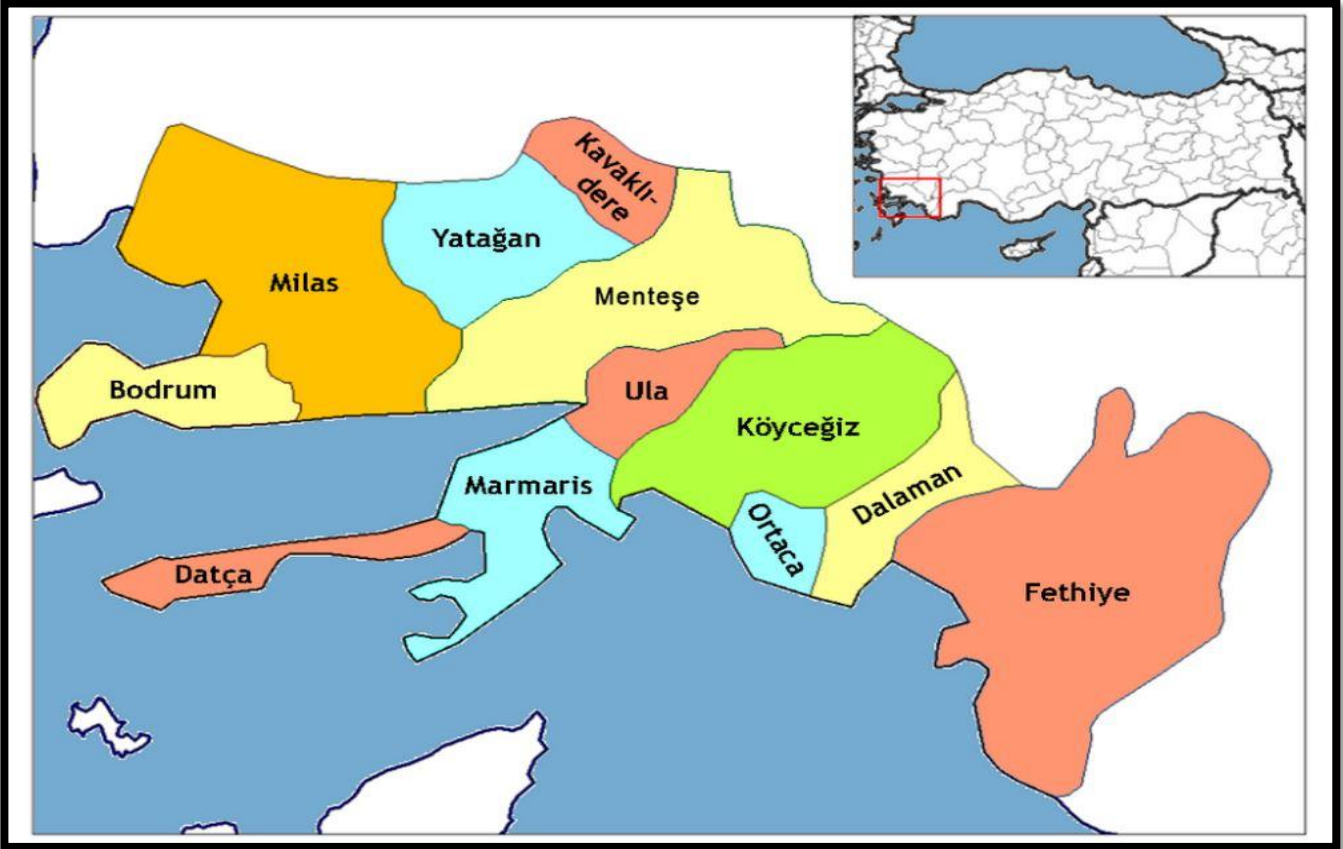 Kavaklı-
dere
Yatağan
Milas
Menteşe
Bodrum
Ula
Köyceğiz
Marmaris
Dalaman
Ortaca
Datça
Fethiye